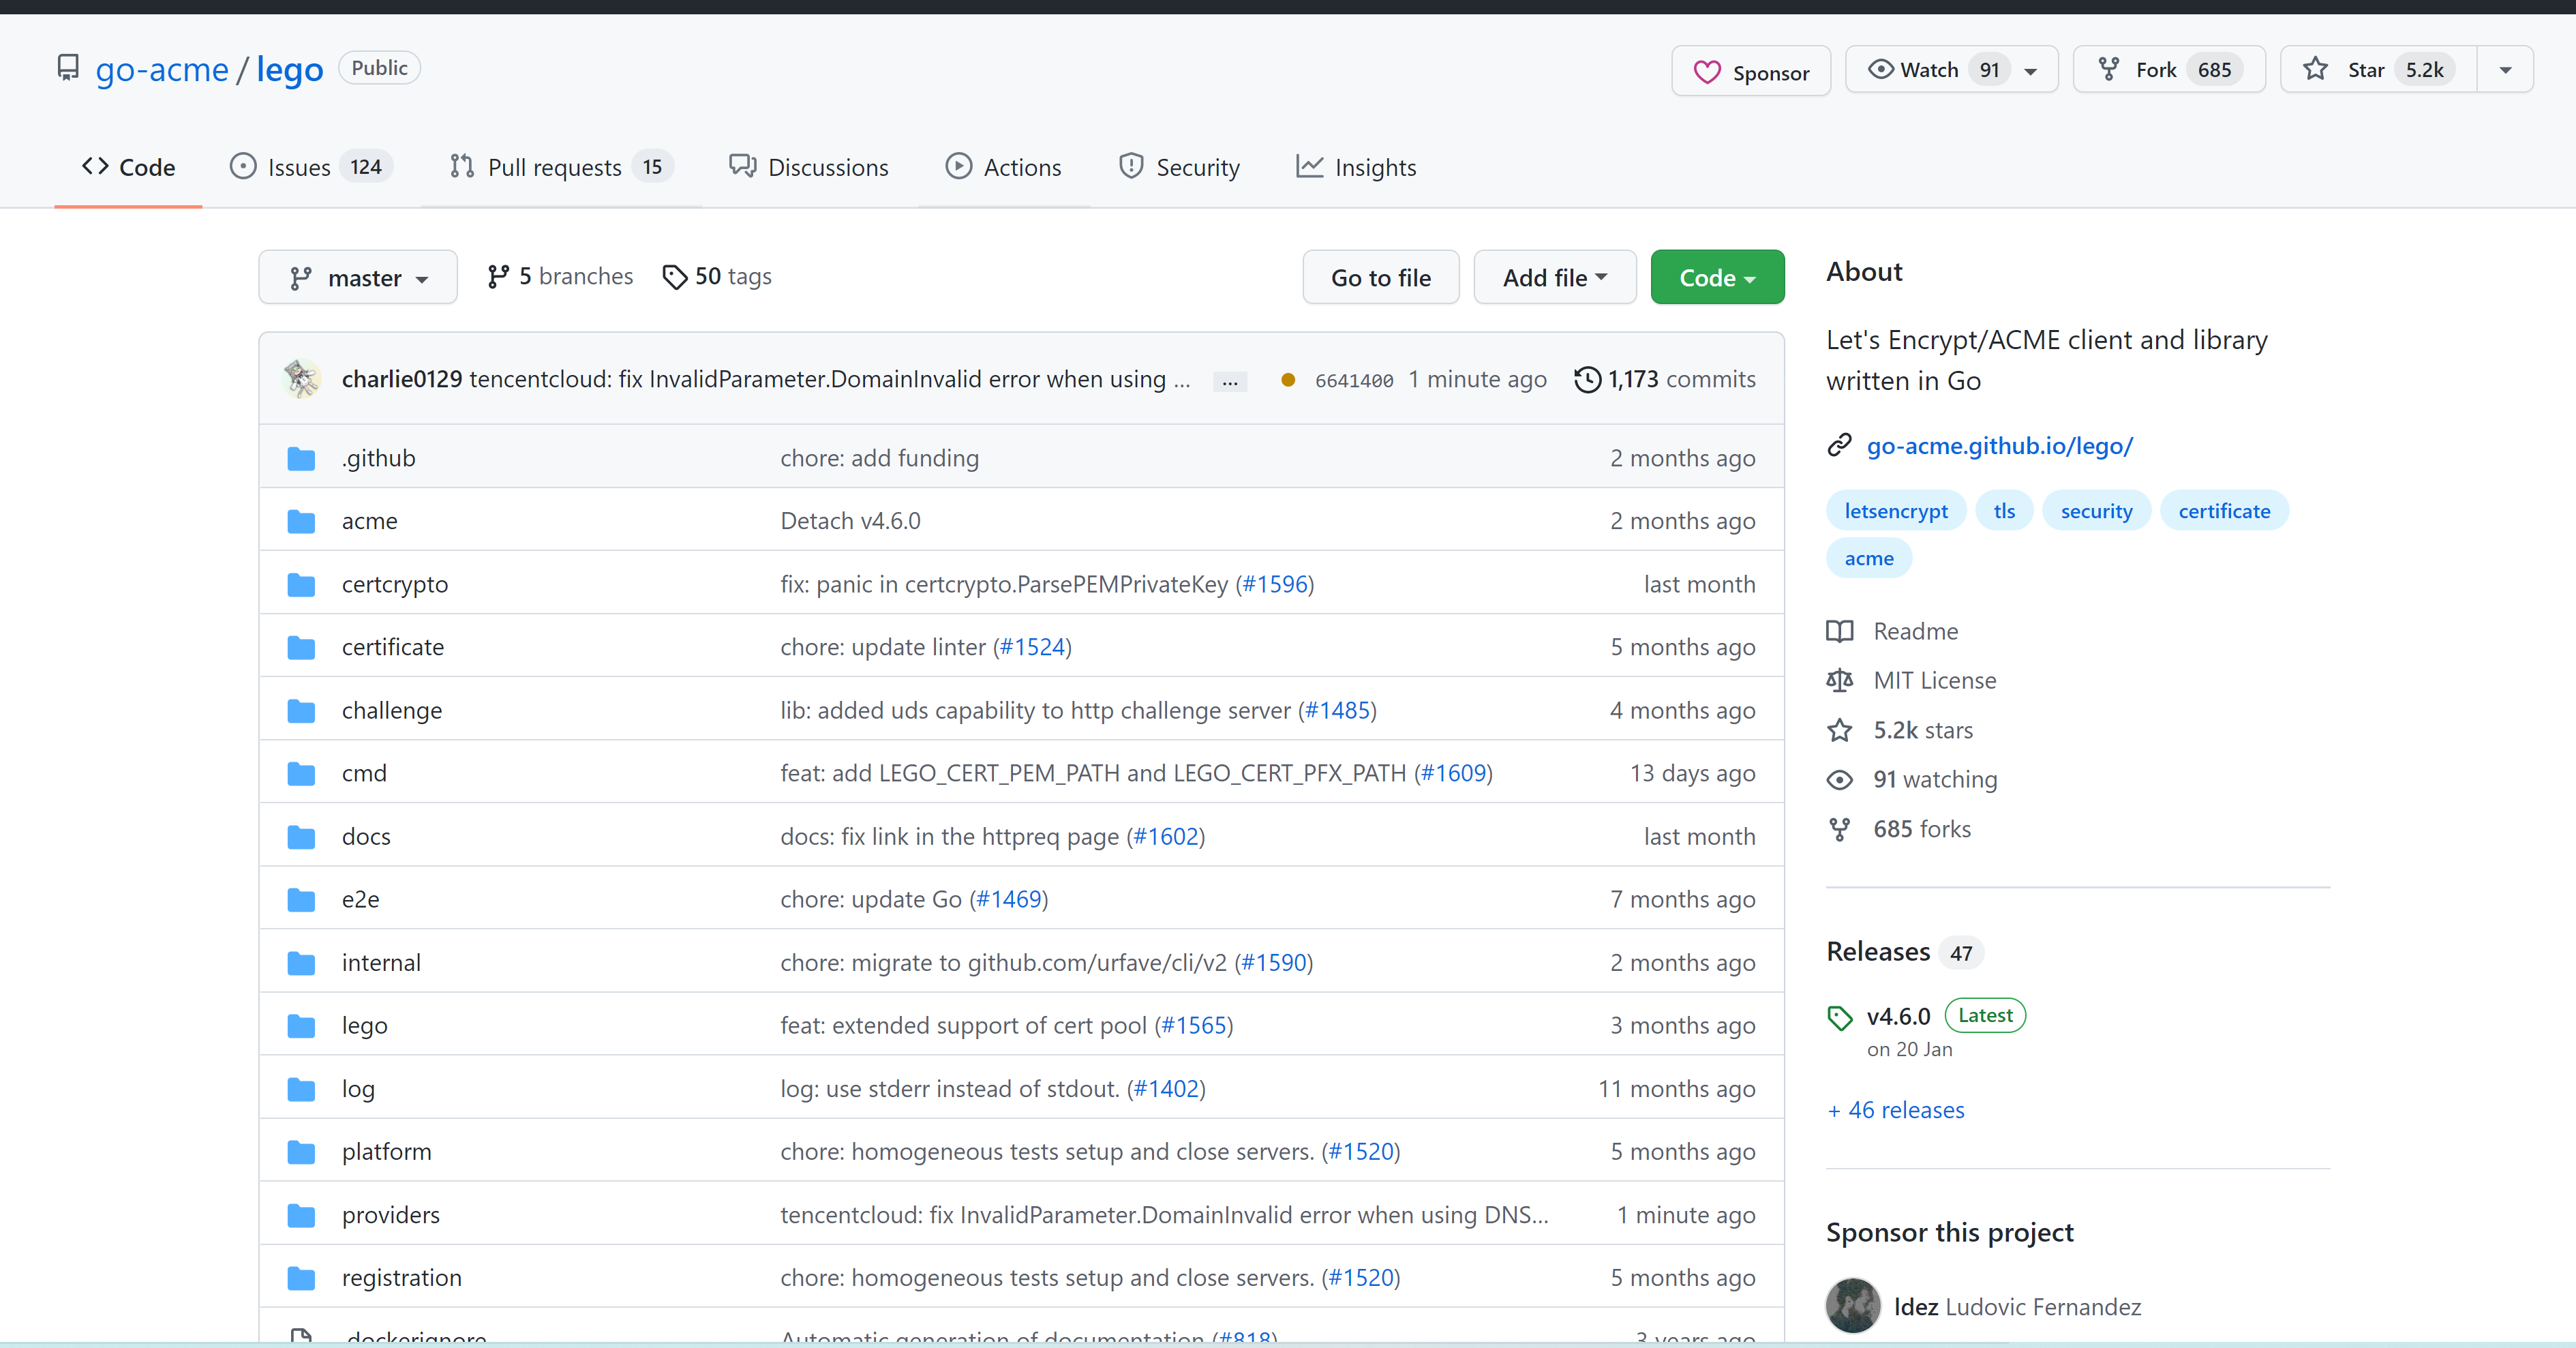 go-acme / lego Public
Sponsor Watch 91 Fork 685 Star 5.2k
Code Issues 124 Pull requests 15 Discussions Actions Security Insights
master 5 branches 50 tags Go to file Add file Code
charlie0129 tencentcloud: fix InvalidParameter.DomainInvalid error when using ... ... 6641400 1 minute ago 1,173 commits
.github chore: add funding 2 months ago
acme Detach v4.6.0 2 months ago
certcrypto fix: panic in certcrypto.ParsePEMPrivateKey (#1596) last month
certificate chore: update linter (#1524) 5 months ago
challenge lib: added uds capability to http challenge server (#1485) 4 months ago
cmd feat: add LEGO_CERT_PEM_PATH and LEGO_CERT_PFX_PATH (#1609) 13 days ago
docs docs: fix link in the httpreq page (#1602) last month
e2e chore: update Go (#1469) 7 months ago
internal chore: migrate to github.com/urfave/cli/v2 (#1590) 2 months ago
lego feat: extended support of cert pool (#1565) 3 months ago
log log: use stderr instead of stdout. (#1402) 11 months ago
platform chore: homogeneous tests setup and close servers. (#1520) 5 months ago
providers tencentcloud: fix InvalidParameter.DomainInvalid error when using DNS... 1 minute ago
registration chore: homogeneous tests setup and close servers. (#1520) 5 months ago
.dockerignore Automatic generation of documentation (#818) 3 years ago
About
Let's Encrypt/ACME client and library
written in Go
go-acme.github.io/lego/
letsencrypt tls security certificate
acme
Readme
MIT License
5.2k stars
91 watching
685 forks
Releases 47
v4.6.0 Latest
on 20 Jan
+ 46 releases
Sponsor this project
ldez Ludovic Fernandez